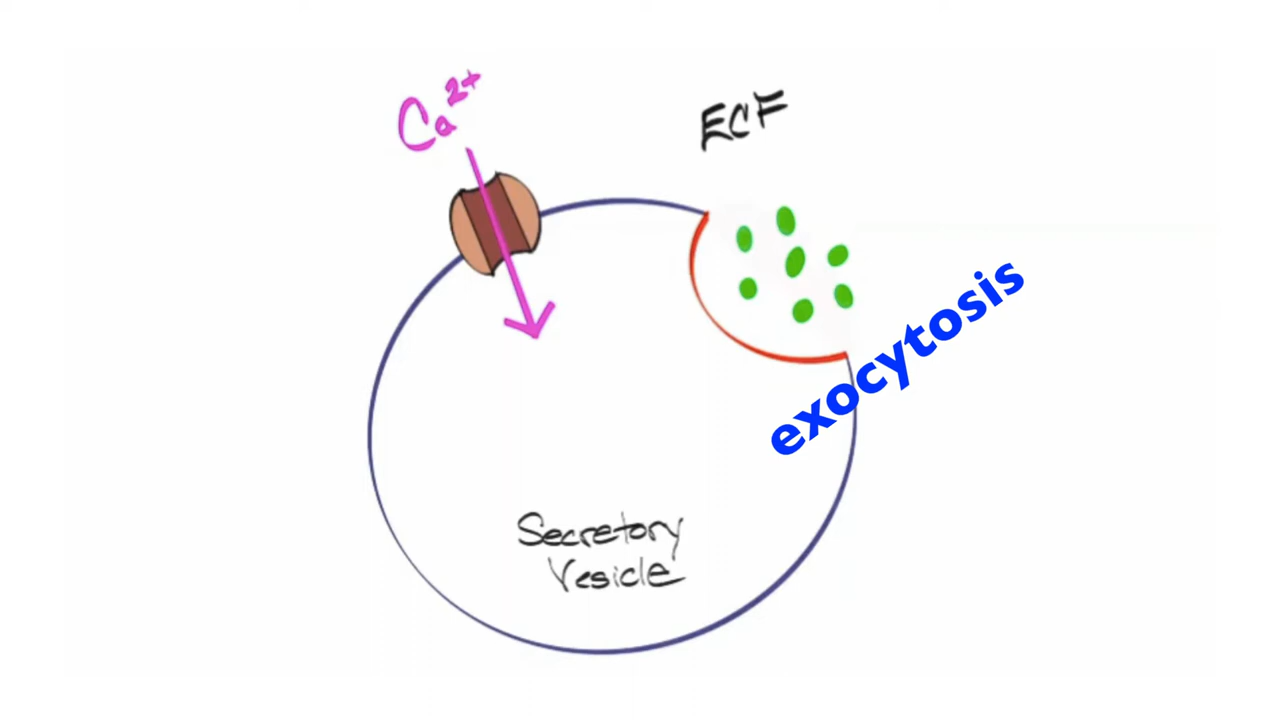 Ca²⁺
ECF
exocytosis
Secretory
Vesicle